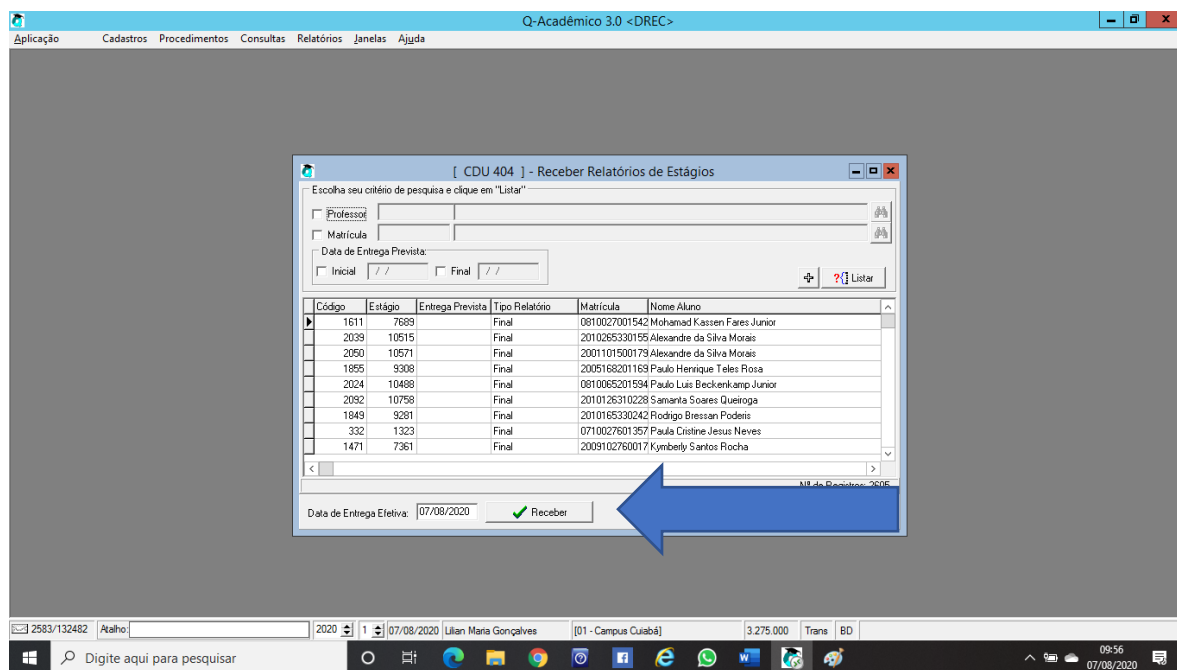 Q-Acadêmico 3.0 <DREC>
Aplicação Cadastros Procedimentos Consultas Relatórios Janelas Ajuda
[ CDU 404 ] - Receber Relatórios de Estágios
Escolha seu critério de pesquisa e clique em "Listar"
Professor
Matrícula
Data de Entrega Prevista:
Inicial / / Final / /
?{} Listar
Código Estágio Entrega Prevista Tipo Relatório Matrícula Nome Aluno
1611 7689 Final 0810027001542 Mohamad Kassen Fares Junior
2039 10515 Final 2010265330155 Alexandre da Silva Morais
2050 10571 Final 2001101500179 Alexandre da Silva Morais
1855 9308 Final 2005168201169 Paulo Henrique Teles Rosa
2024 10488 Final 0810065201594 Paulo Luis Beckenkamp Junior
2092 10758 Final 2010126310228 Samanta Soares Queiroga
1849 9281 Final 2010165330242 Rodrigo Bressan Poderis
332 1323 Final 0710027601357 Paula Cristine Jesus Neves
1471 7361 Final 2009102760017 Kymberly Santos Rocha
Nº de Registros: 2605
Data de Entrega Efetiva: 07/08/2020 Receber
2583/132482 Atalho: 2020 1 07/08/2020 Lilian Maria Gonçalves [01 - Campus Cuiabá] 3.275.000 Trans BD
Digite aqui para pesquisar
09:56
07/08/2020